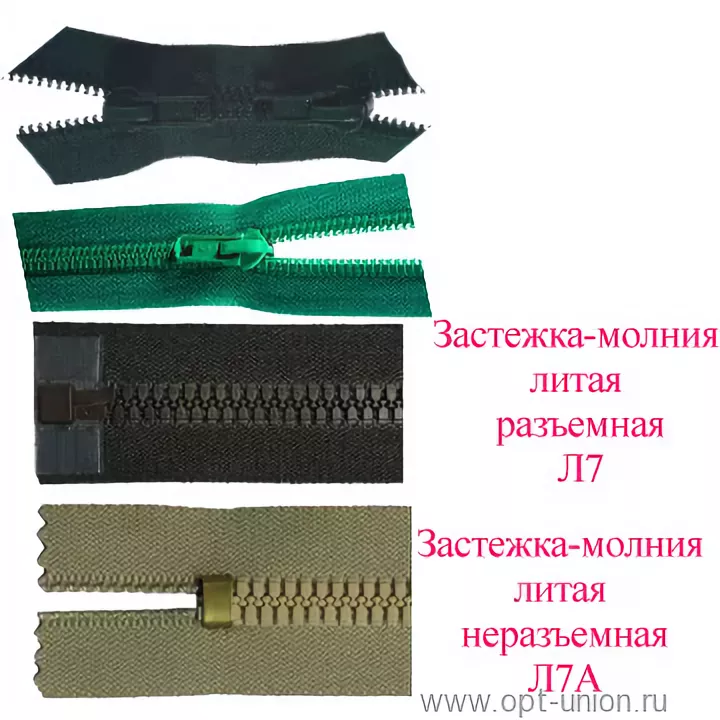 Застежка-молния
литая
разъемная
Л7
Застежка-молния
литая
неразъемная
Л7А
www.opt-union.ru